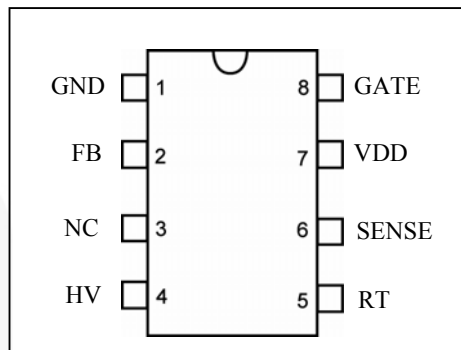 GND 1 8 GATE
FB 2 7 VDD
NC 3 6 SENSE
HV 4 5 RT